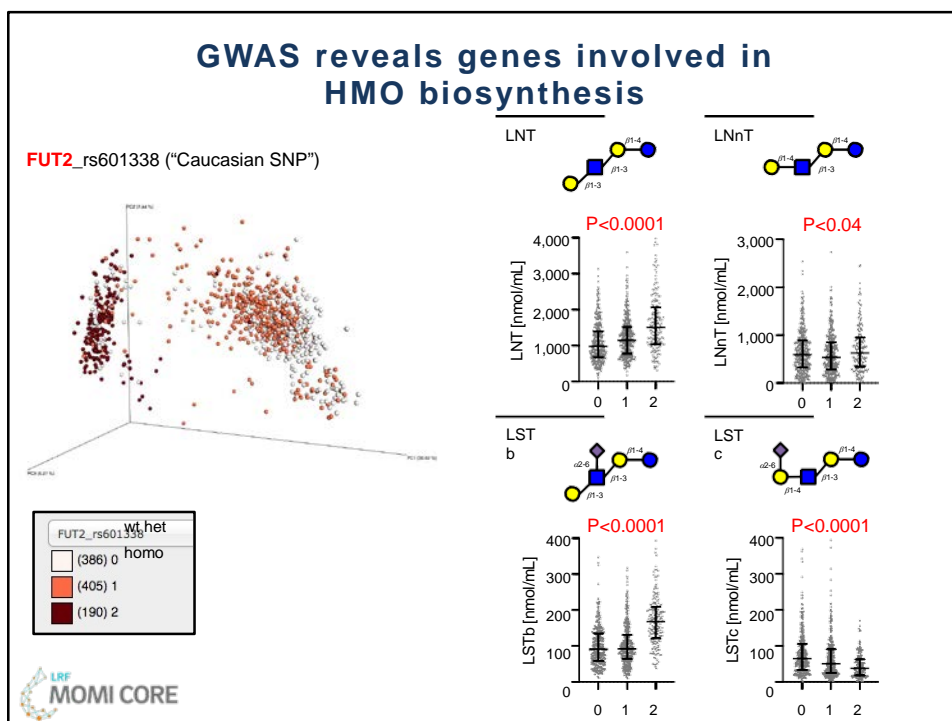 GWAS reveals genes involved in
HMO biosynthesis
FUT2_rs601338 (“Caucasian SNP”)
LNT
β1-4
β1-3
β1-3
P<0.0001
LNT [nmol/mL]
4,000
3,000
2,000
1,000
0
0 1 2
LNnT
β1-4
β1-4
β1-3
P<0.04
LNnT [nmol/mL]
3,000
2,000
1,000
0
0 1 2
LST
b
β1-4
α2-6
β1-3
β1-3
P<0.0001
LSTb [nmol/mL]
400
300
200
100
0
0 1 2
LST
c
β1-4
α2-6
β1-4
β1-3
P<0.0001
LSTc [nmol/mL]
400
300
200
100
0
0 1 2
FUT2_rs601338
wt het
homo
(386) 0
(405) 1
(190) 2
LRF
MOMI CORE